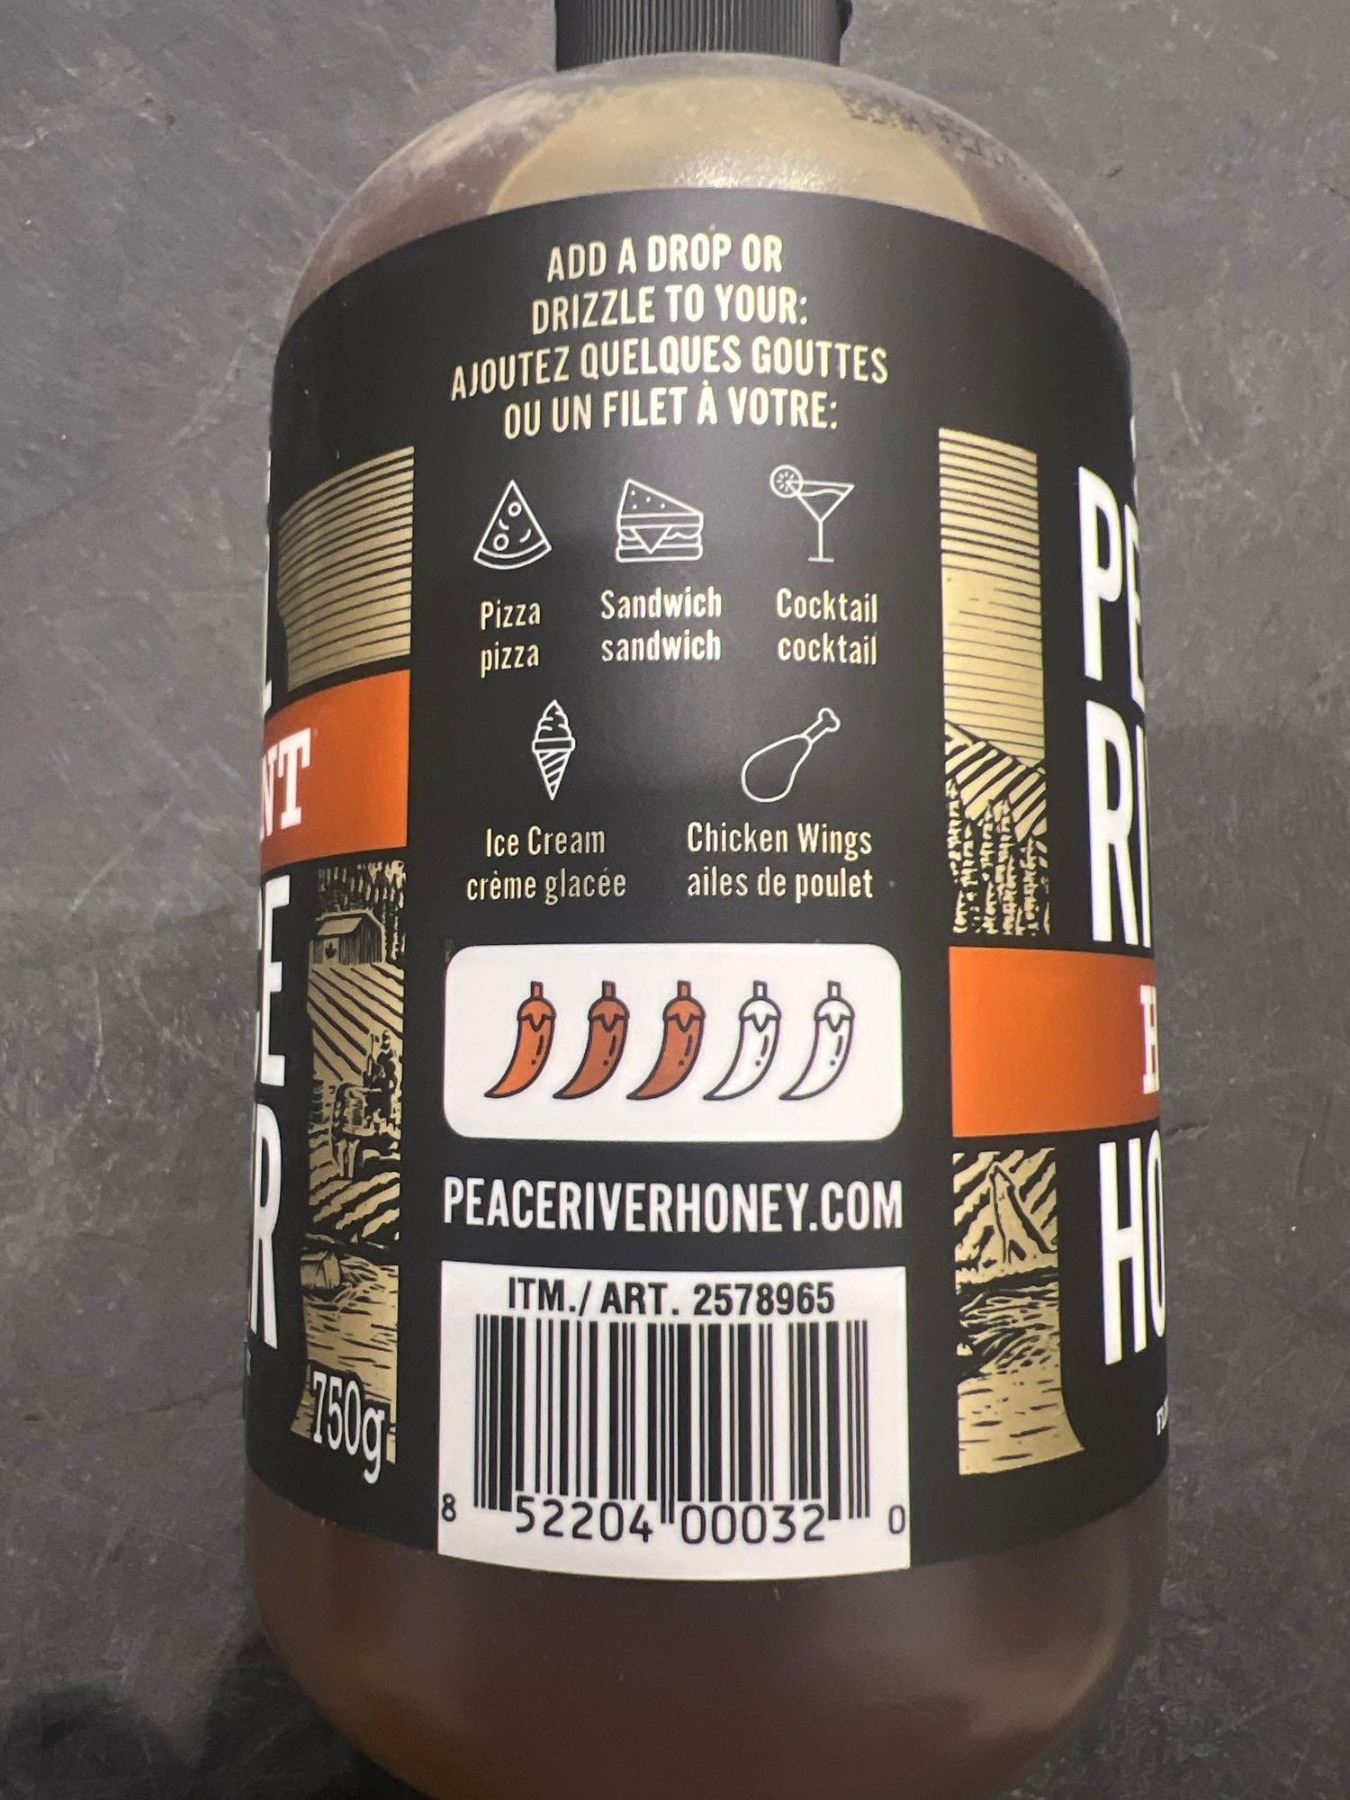 ADD A DROP OR
DRIZZLE TO YOUR:
AJOUTEZ QUELQUES GOUTTES
OU UN FILET À VOTRE:
Pizza
pizza
Sandwich
sandwich
Cocktail
cocktail
Ice Cream
crème glacée
Chicken Wings
ailes de poulet
PEACERIVERHONEY.COM
ITM./ ART. 2578965
8 52204 00032 0
750g